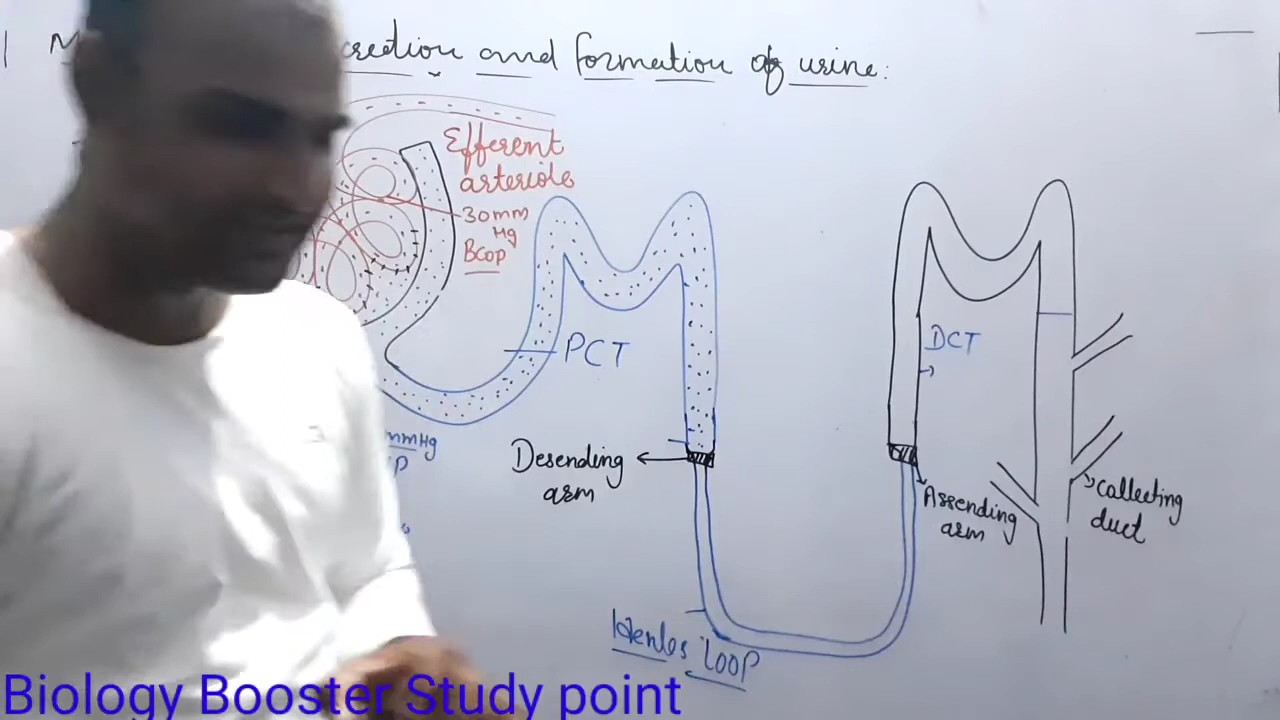 cretion and formation of urine:
Efferent
arteriole
30mm
Hg
BCOP
PCT
mmHg
Desending
arm
DCT
Assending
arm
collecting
duct
Henles LOOP
Biology Booster Study point